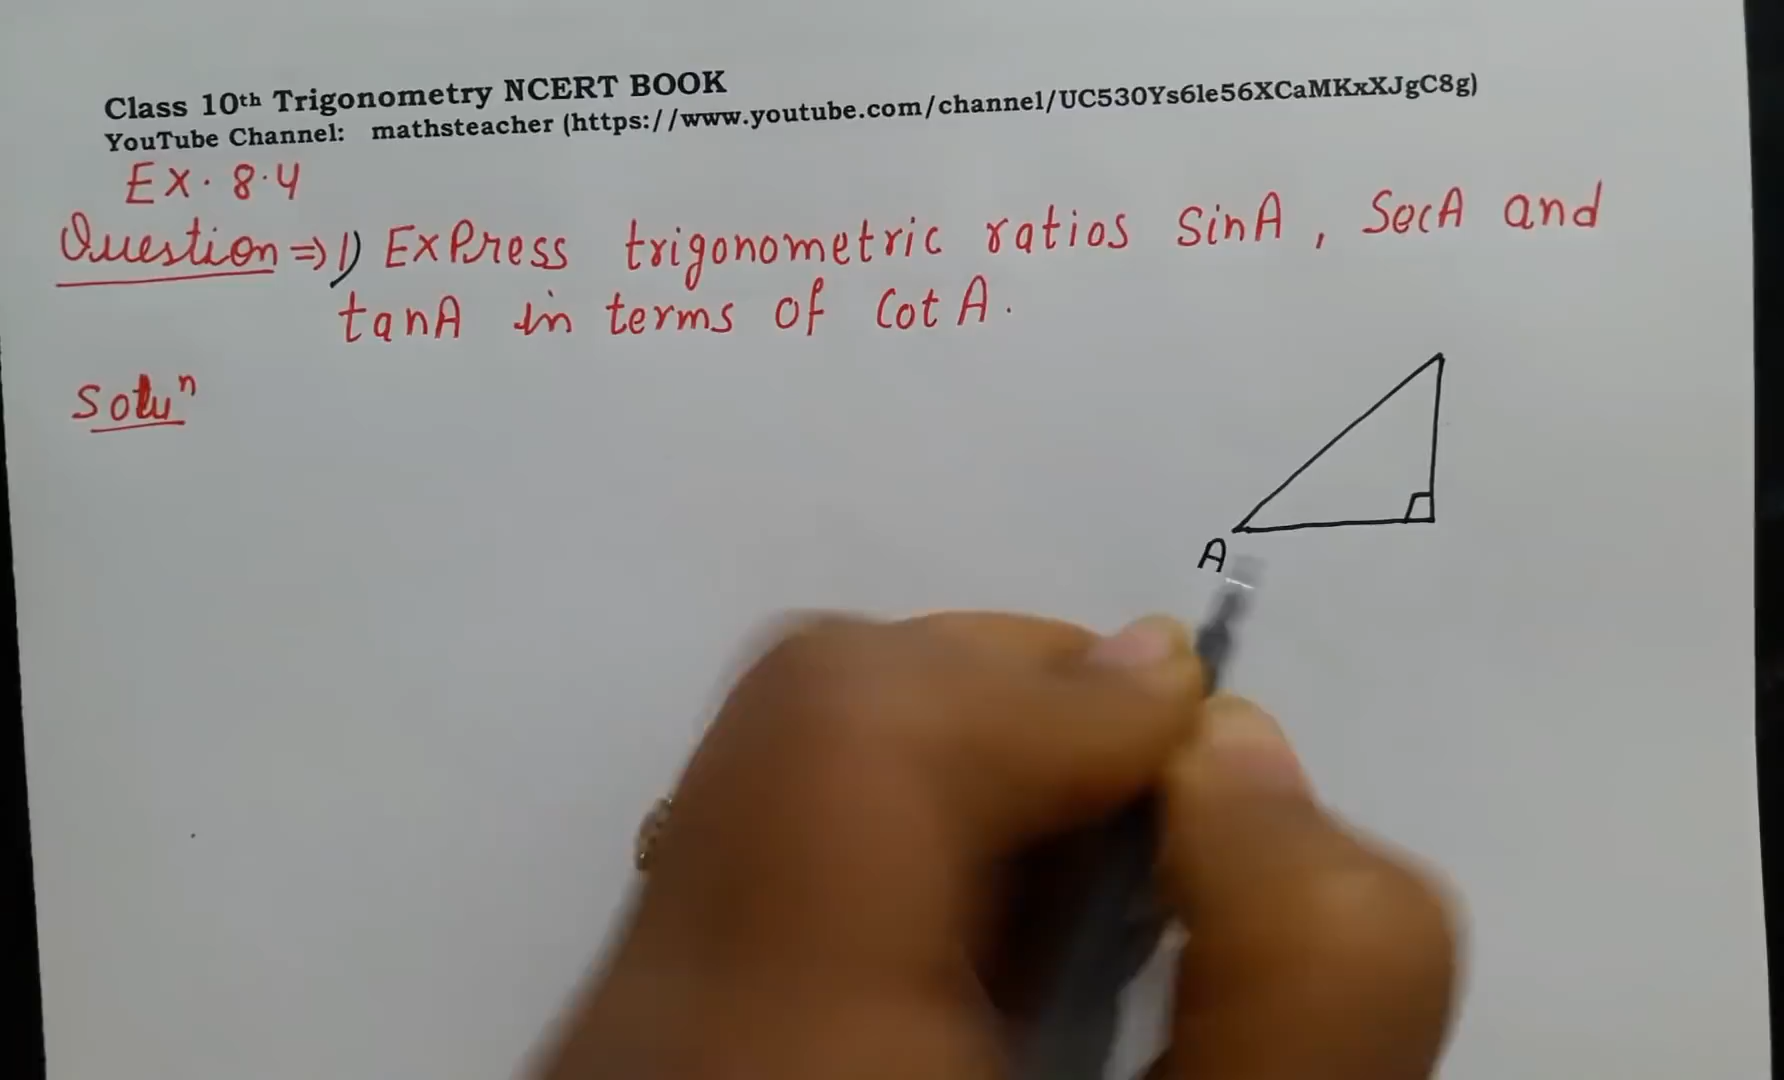 Class 10th Trigonometry NCERT BOOK
YouTube Channel: mathsteacher (https://www.youtube.com/channel/UC530Ys6le56XCaMKxXJgC8g)
Ex. 8.4
Question ⇒ 1) Express trigonometric ratios SinA, SecA and
tanA in terms of Cot A.
Soluⁿ
A